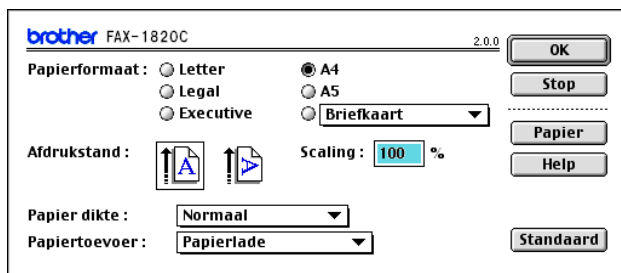 brother FAX-1820C 2.0.0
OK
Papierformaat : Letter A4
Stop
Legal A5
Executive Briefkaart
Papier
Afdrukstand : A A Scaling : 100 %
Help
Papier dikte : Normaal
Papiertoevoer : Papierlade
Standaard